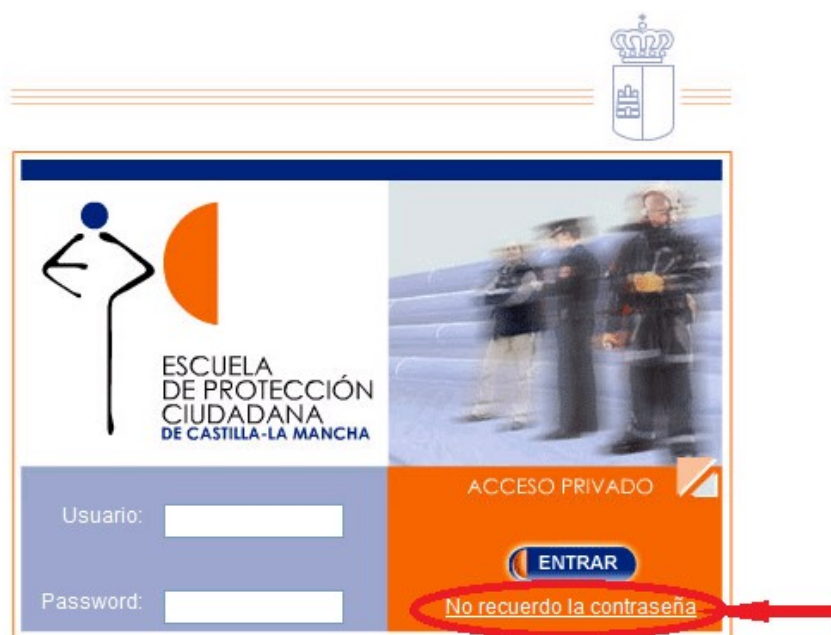 ESCUELA
DE PROTECCIÓN
CIUDADANA
DE CASTILLA-LA MANCHA
ACCESO PRIVADO
Usuario:
ENTRAR
Password:
No recuerdo la contraseña